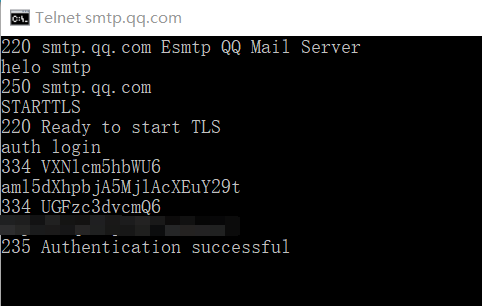 Telnet smtp.qq.com
220 smtp.qq.com Esmtp QQ Mail Server
helo smtp
250 smtp.qq.com
STARTTLS
220 Ready to start TLS
auth login
334 VXNlcm5hbWU6
aml5dXhpbjA5MjlAcXEuY29t
334 UGFzc3dvcmQ6
235 Authentication successful